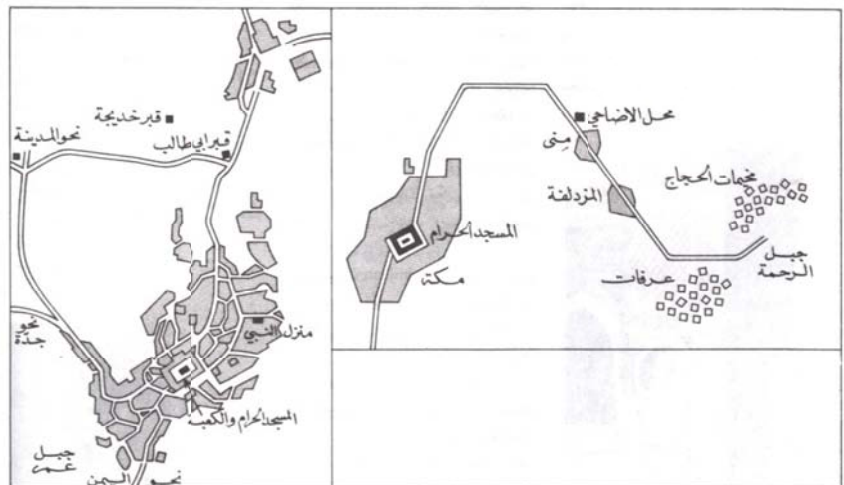 محل الاضاحي
منى
مخيمات الحجاج
المزدلفة
المسجد الحرام
جبل
الرحمة
عرفات
مكة
قبر خديجة
نحو المدينة
قبر ابي طالب
نحو
جدّة
منزل النبي
المسجد الحرام والكعبة
جبل
عمر
نحو اليمن